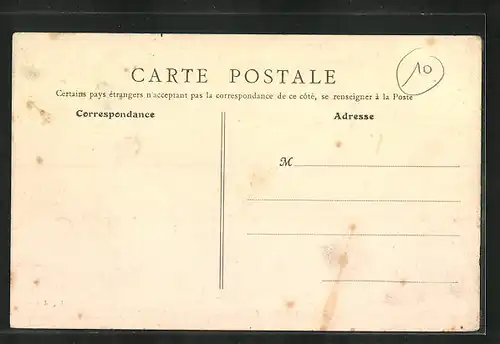 CARTE POSTALE
10
Certains pays étrangers n'acceptant pas la correspondance de ce côté, se renseigner à la Poste
Correspondance
Adresse
M